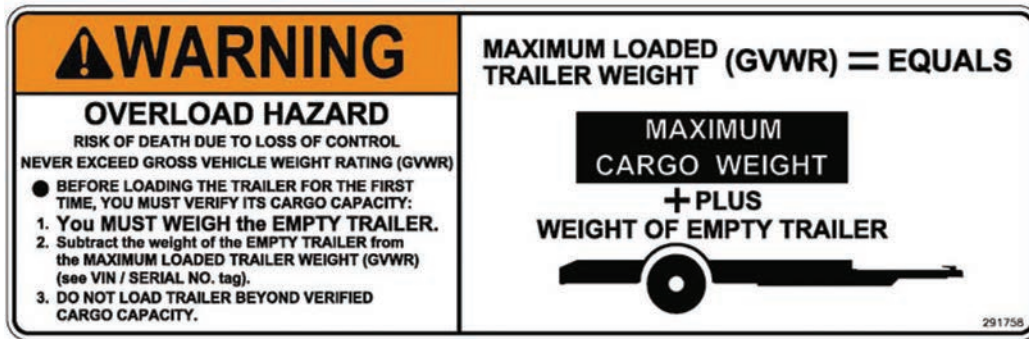 WARNING
OVERLOAD HAZARD
RISK OF DEATH DUE TO LOSS OF CONTROL
NEVER EXCEED GROSS VEHICLE WEIGHT RATING (GVWR)
● BEFORE LOADING THE TRAILER FOR THE FIRST
TIME, YOU MUST VERIFY ITS CARGO CAPACITY:
1. You MUST WEIGH the EMPTY TRAILER.
2. Subtract the weight of the EMPTY TRAILER from
the MAXIMUM LOADED TRAILER WEIGHT (GVWR)
(see VIN / SERIAL NO. tag).
3. DO NOT LOAD TRAILER BEYOND VERIFIED
CARGO CAPACITY.
MAXIMUM LOADED
TRAILER WEIGHT (GVWR) = EQUALS
MAXIMUM
CARGO WEIGHT
+ PLUS
WEIGHT OF EMPTY TRAILER
291758